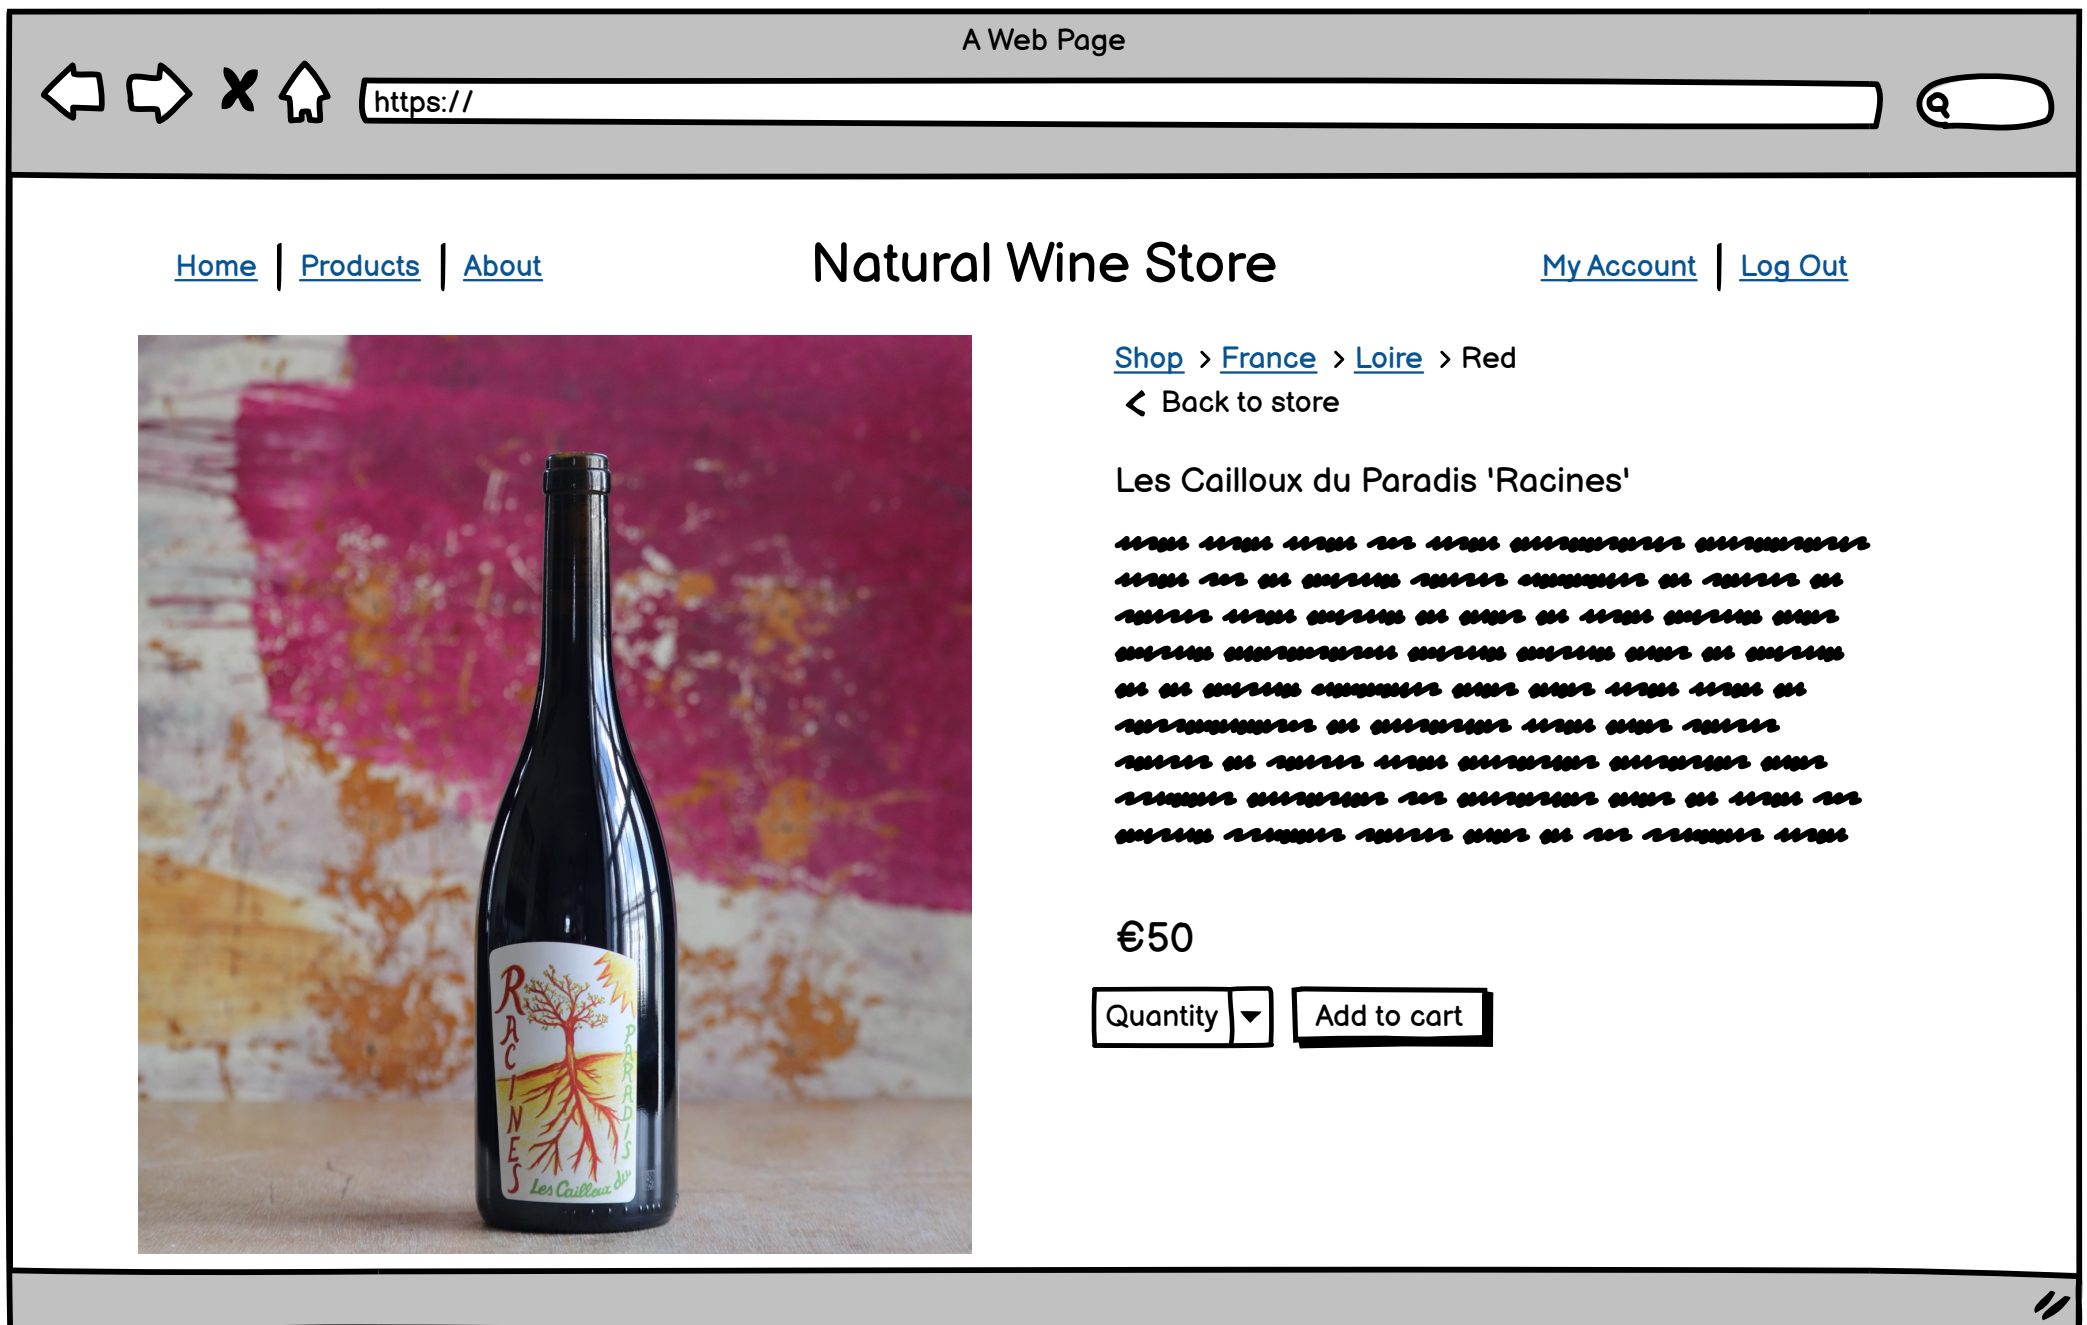 A Web Page
https://
Home | Products | About
Natural Wine Store
My Account | Log Out
Shop > France > Loire > Red
< Back to store
Les Cailloux du Paradis 'Racines'
€50
Quantity
Add to cart
RACINES
PARADIS
Les Cailloux du